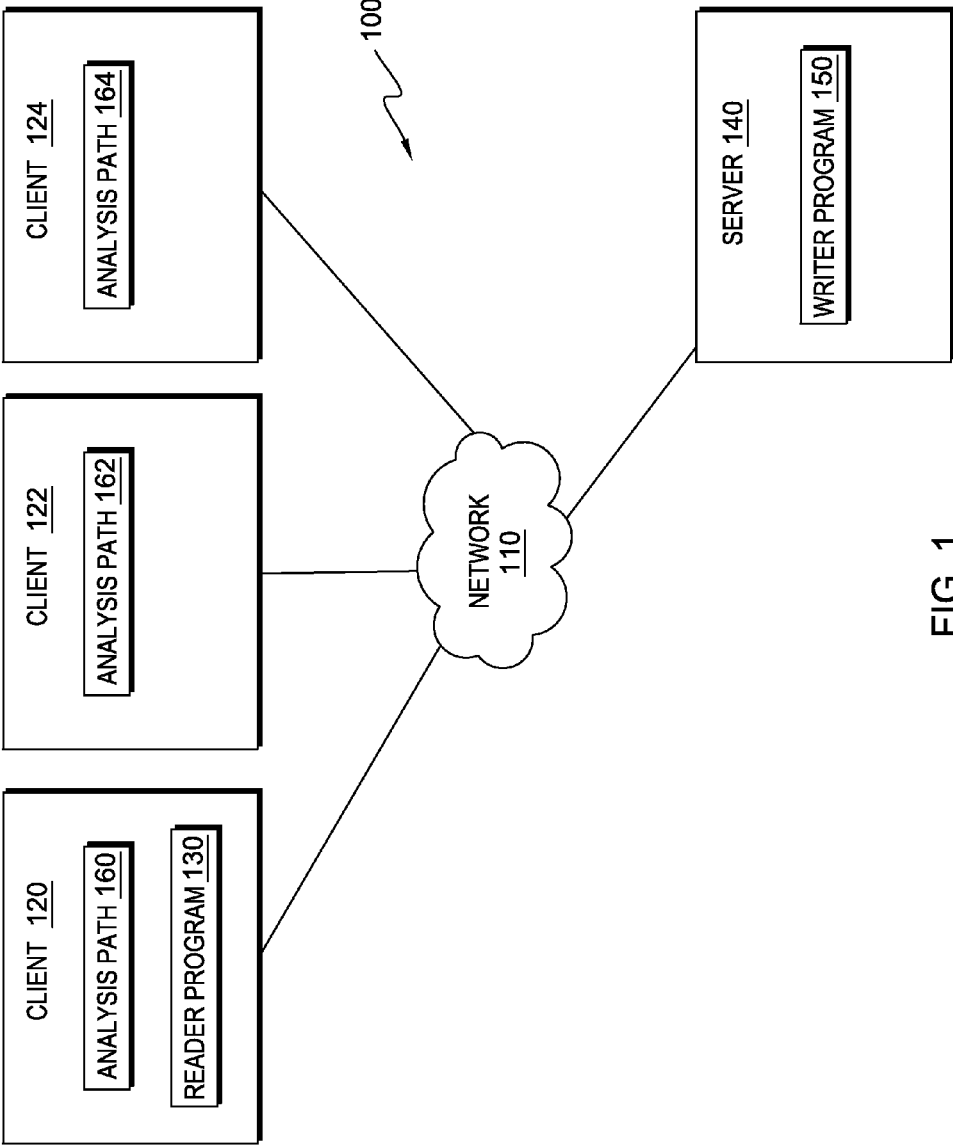 CLIENT 120
ANALYSIS PATH 160
READER PROGRAM 130
CLIENT 122
ANALYSIS PATH 162
CLIENT 124
ANALYSIS PATH 164
100
NETWORK
110
SERVER 140
WRITER PROGRAM 150
FIG. 1